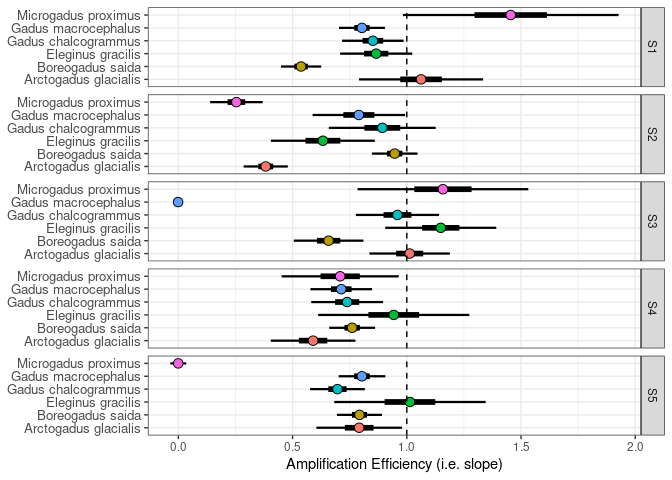 Microgadus proximus
Gadus macrocephalus
Gadus chalcogrammus
Eleginus gracilis
Boreogadus saida
Arctogadus glacialis
S1
Microgadus proximus
Gadus macrocephalus
Gadus chalcogrammus
Eleginus gracilis
Boreogadus saida
Arctogadus glacialis
S2
Microgadus proximus
Gadus macrocephalus
Gadus chalcogrammus
Eleginus gracilis
Boreogadus saida
Arctogadus glacialis
S3
Microgadus proximus
Gadus macrocephalus
Gadus chalcogrammus
Eleginus gracilis
Boreogadus saida
Arctogadus glacialis
S4
Microgadus proximus
Gadus macrocephalus
Gadus chalcogrammus
Eleginus gracilis
Boreogadus saida
Arctogadus glacialis
S5
0.0 0.5 1.0 1.5 2.0
Amplification Efficiency (i.e. slope)